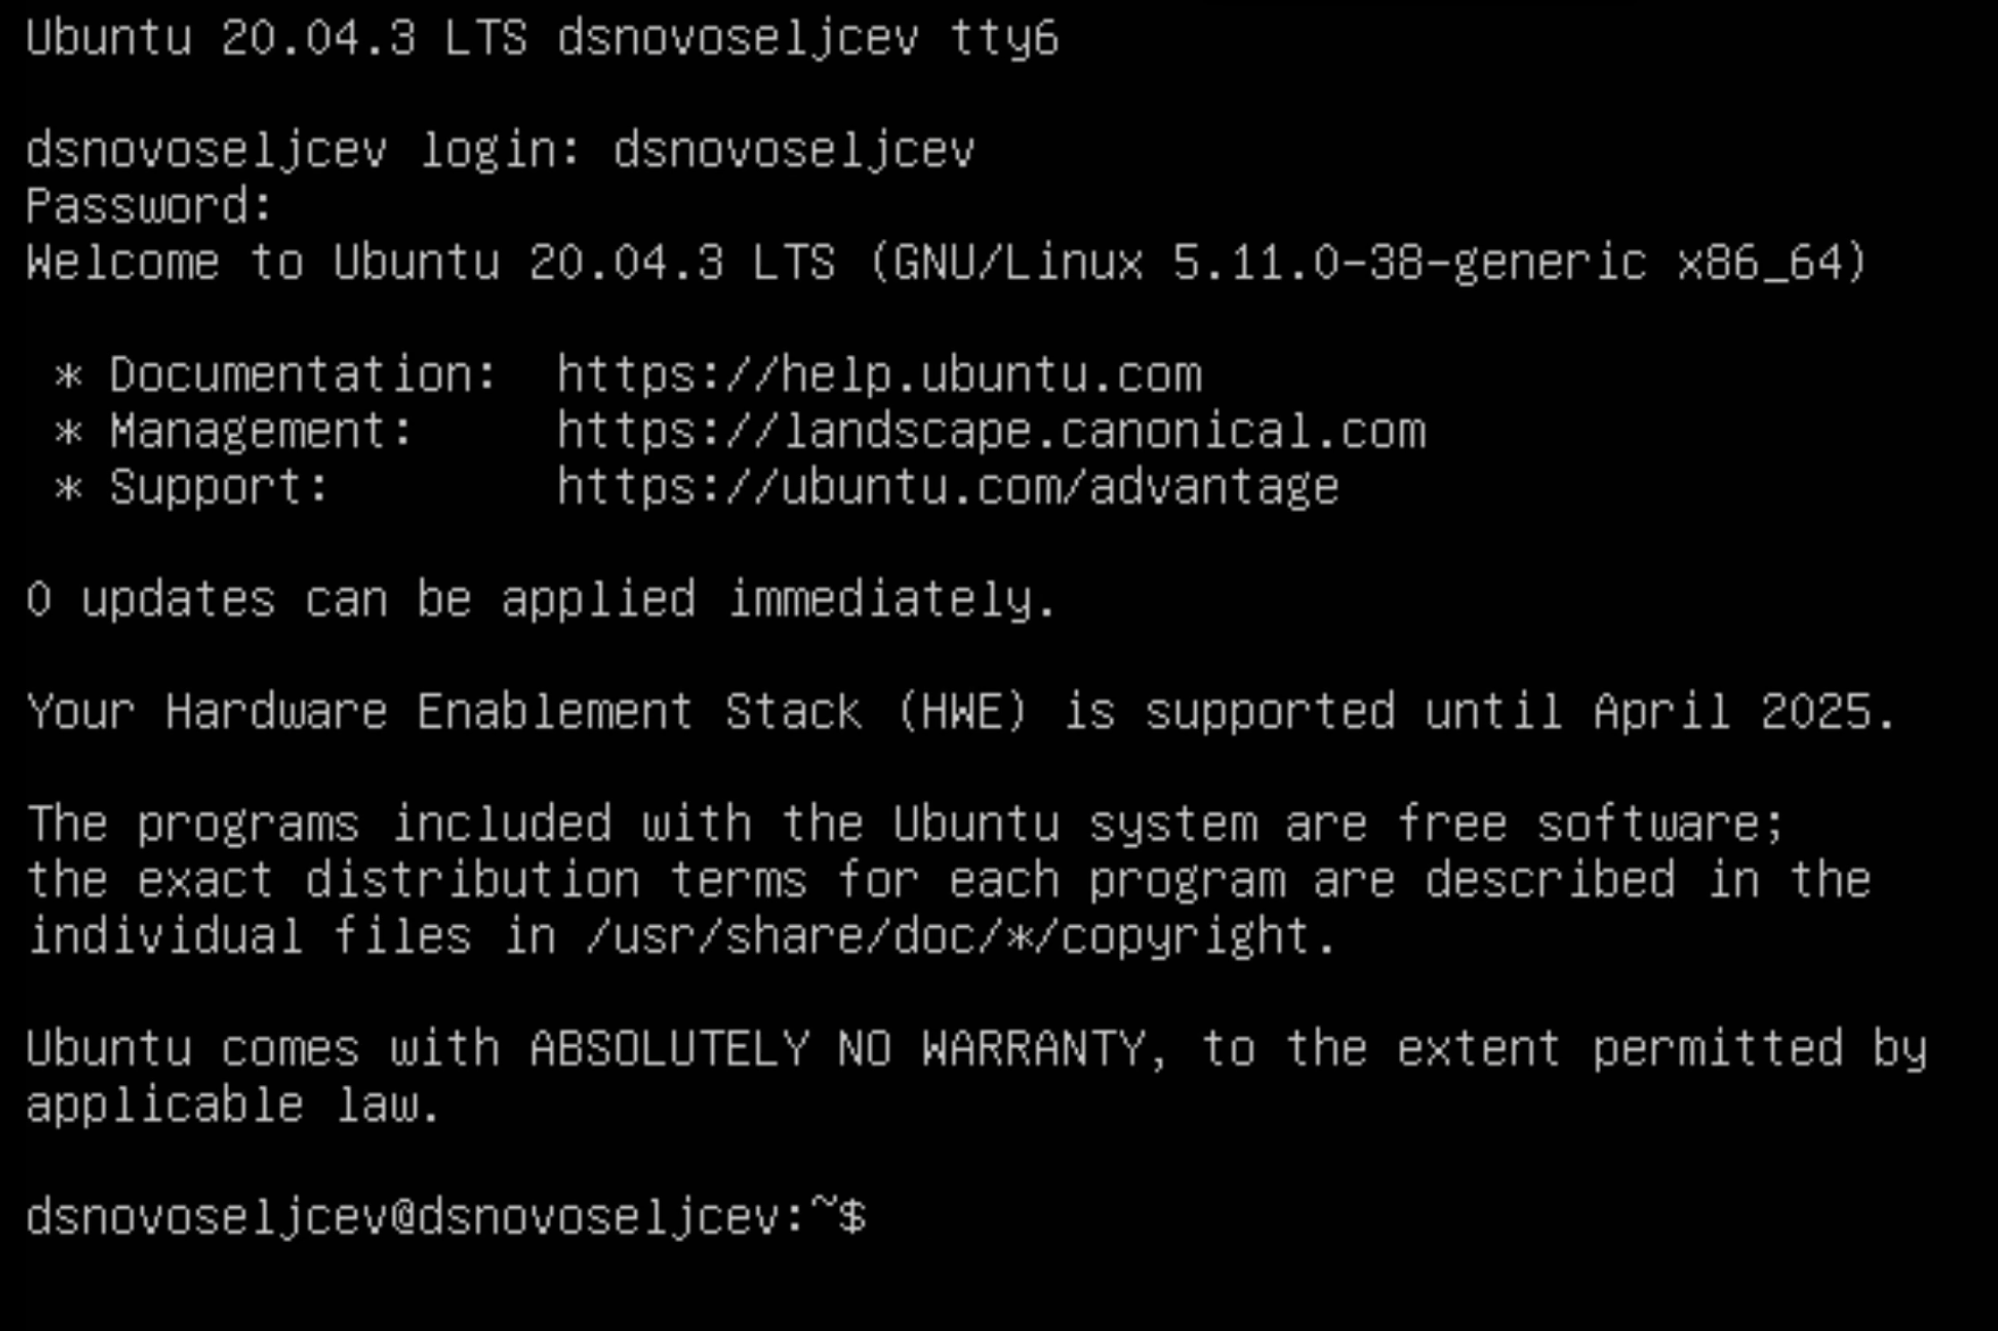 Ubuntu 20.04.3 LTS dsnovoseljcev tty6
dsnovoseljcev login: dsnovoseljcev
Password:
Welcome to Ubuntu 20.04.3 LTS (GNU/Linux 5.11.0-38-generic x86_64)
* Documentation:  https://help.ubuntu.com
* Management:     https://landscape.canonical.com
* Support:        https://ubuntu.com/advantage
0 updates can be applied immediately.
Your Hardware Enablement Stack (HWE) is supported until April 2025.
The programs included with the Ubuntu system are free software;
the exact distribution terms for each program are described in the
individual files in /usr/share/doc/*/copyright.
Ubuntu comes with ABSOLUTELY NO WARRANTY, to the extent permitted by
applicable law.
dsnovoseljcev@dsnovoseljcev:~$